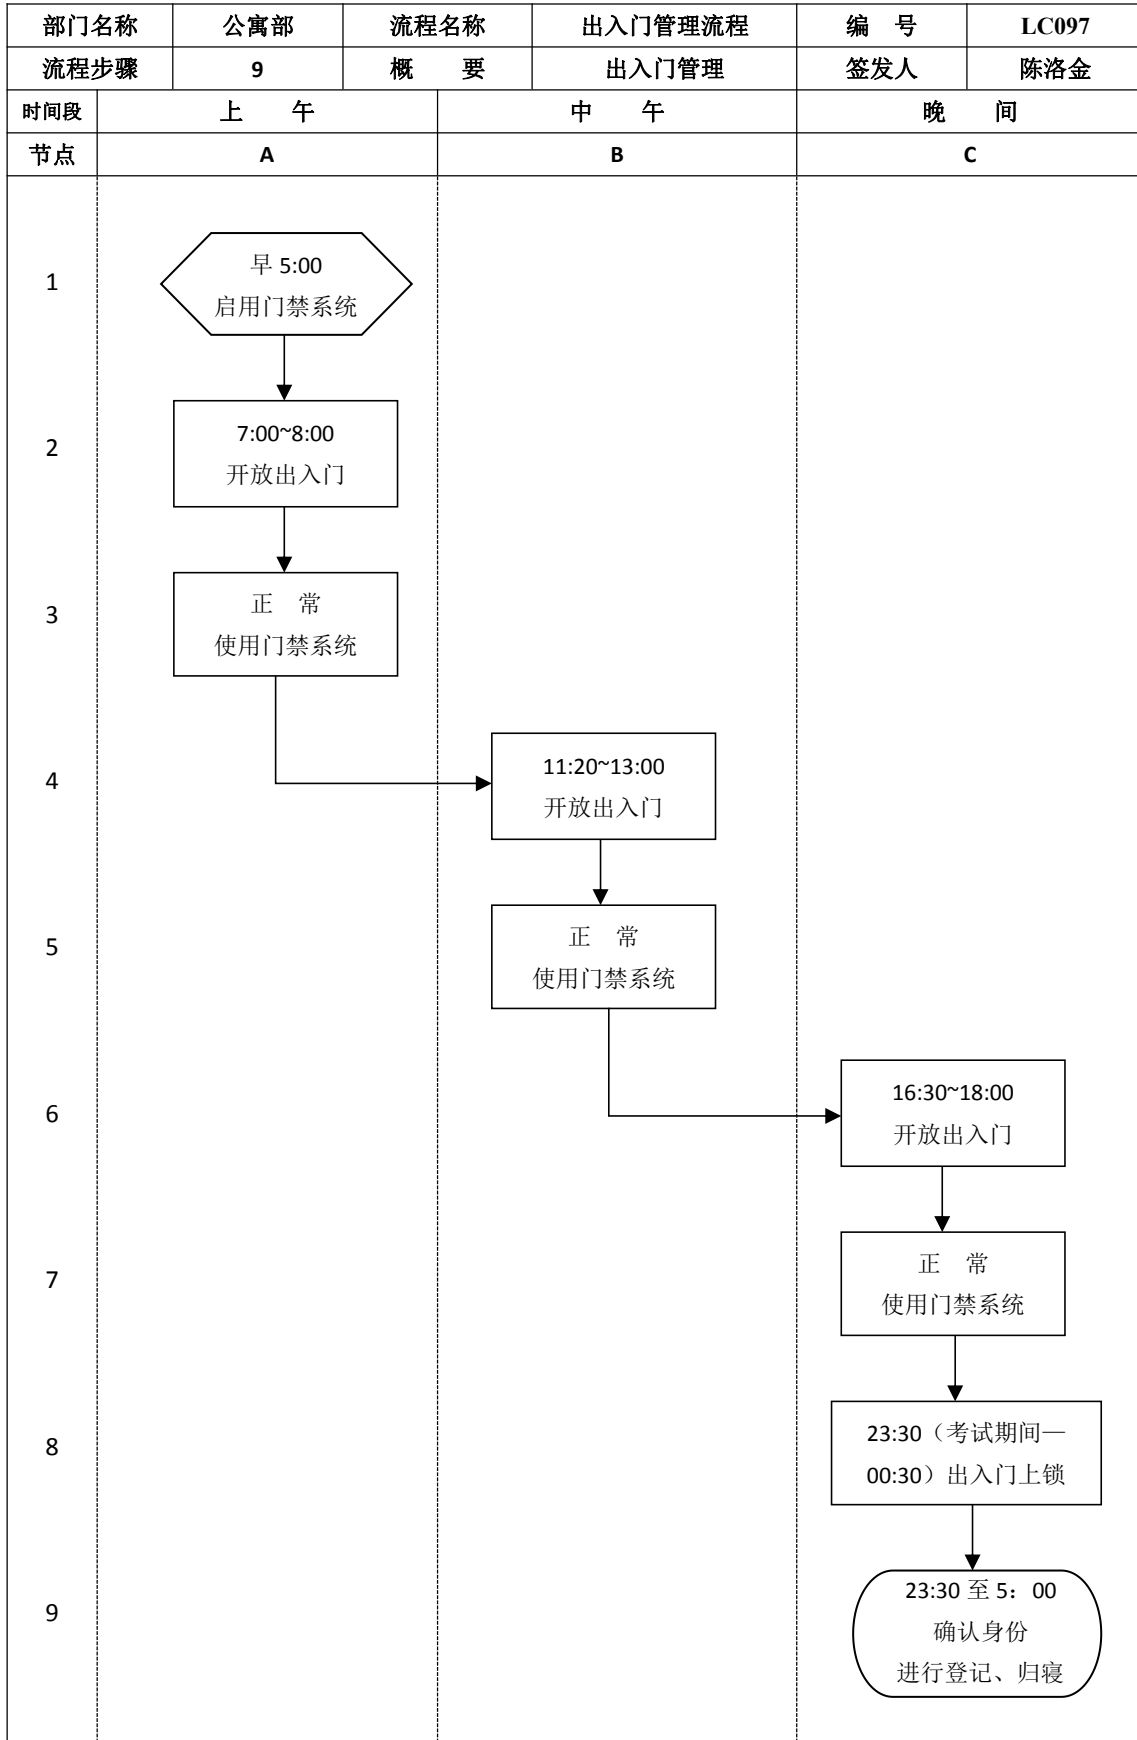 部门名称 公寓部 流程名称 出入门管理流程 编 号 LC097
流程步骤 9 概 要 出入门管理 签发人 陈洛金
时间段 上 午 中 午 晚 间
节点 A B C
1
早 5:00
启用门禁系统
2
7:00~8:00
开放出入门
3
正 常
使用门禁系统
4
11:20~13:00
开放出入门
5
正 常
使用门禁系统
6
16:30~18:00
开放出入门
7
正 常
使用门禁系统
8
23:30（考试期间—
00:30）出入门上锁
9
23:30 至 5：00
确认身份
进行登记、归寝